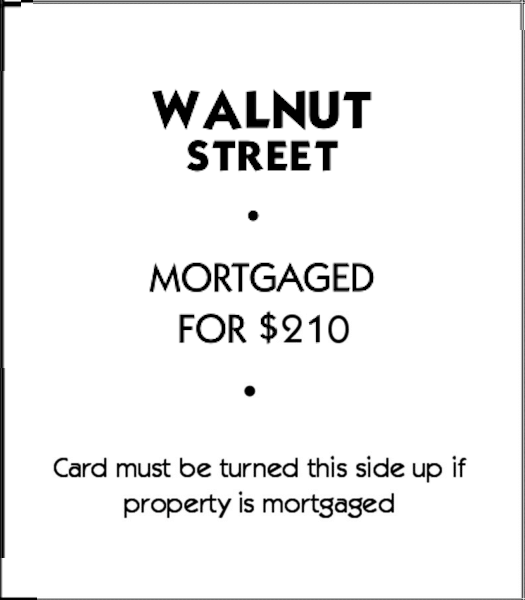 WALNUT
STREET
•
MORTGAGED
FOR $210
•
Card must be turned this side up if
property is mortgaged